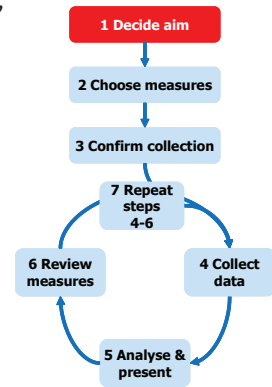 1 Decide aim
2 Choose measures
3 Confirm collection
7 Repeat
steps
4-6
4 Collect
data
5 Analyse &
present
6 Review
measures